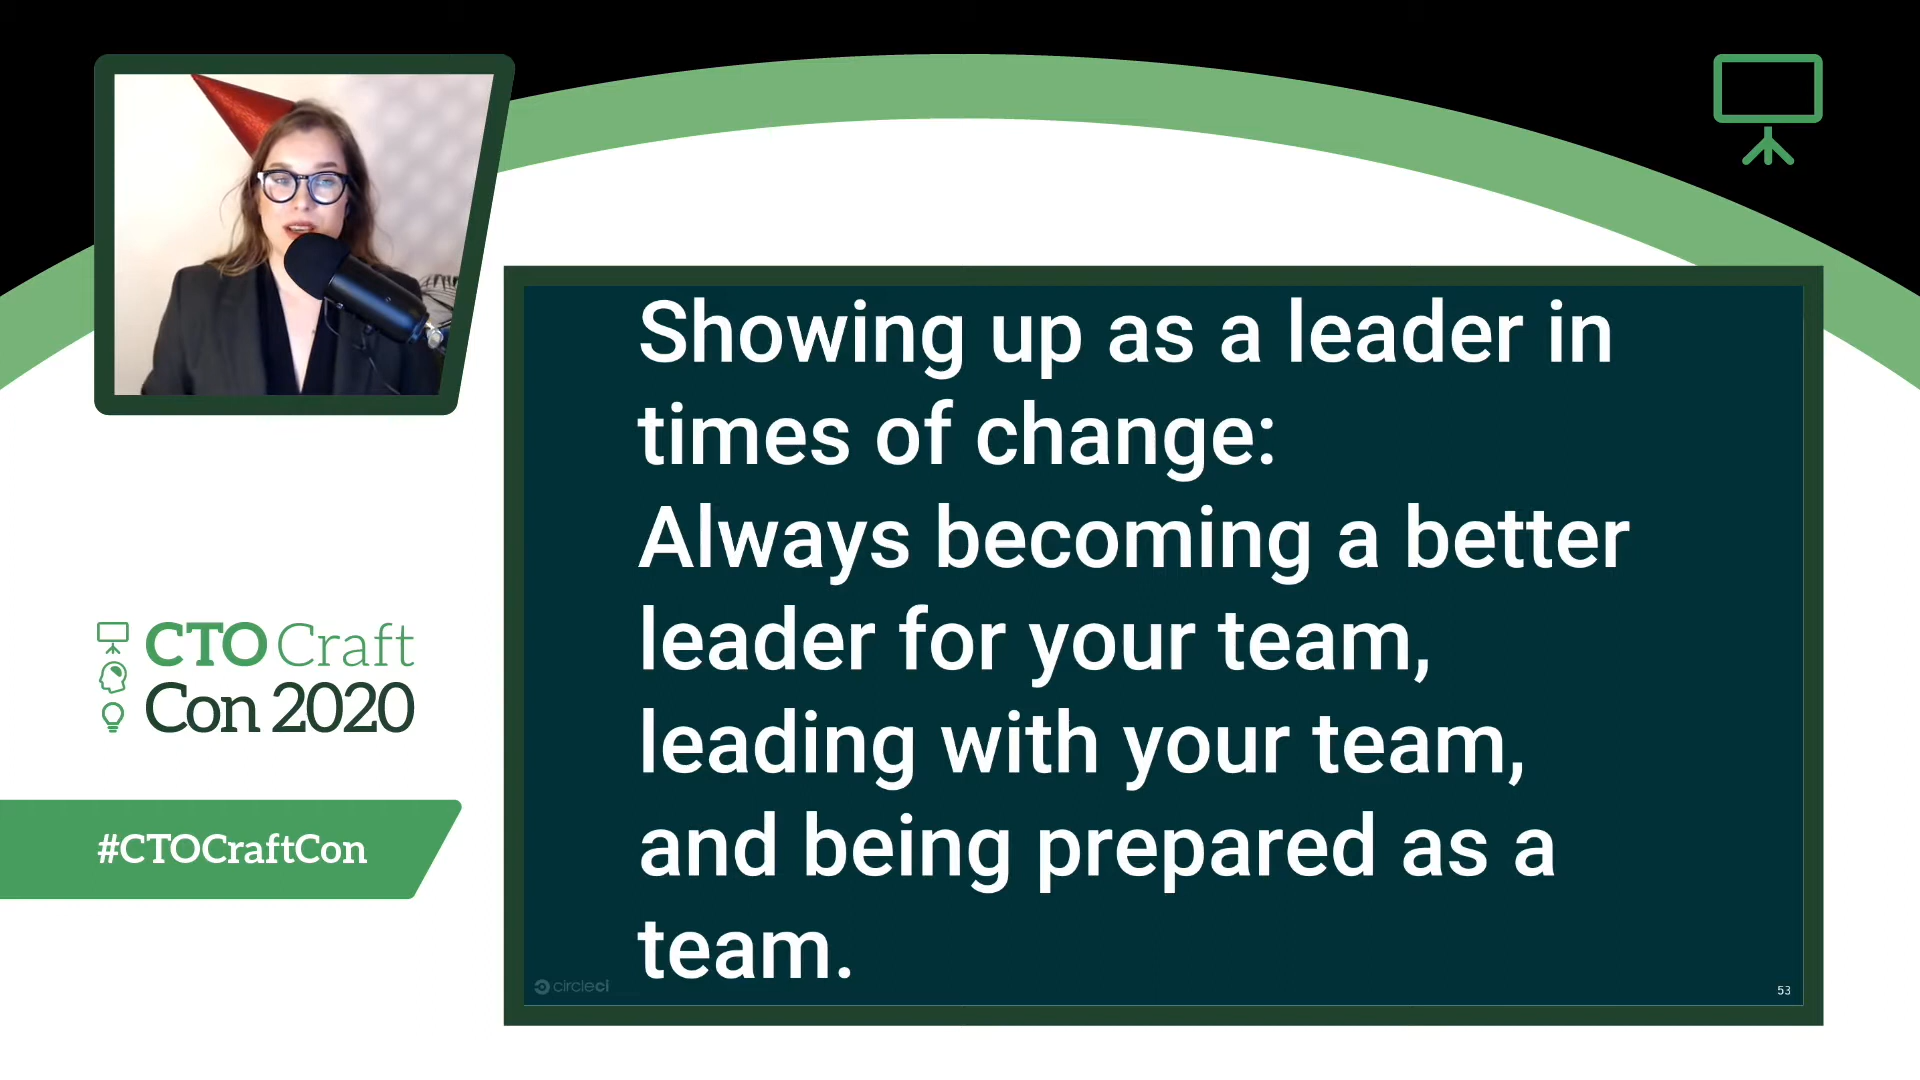 Showing up as a leader in
times of change:
Always becoming a better
leader for your team,
leading with your team,
and being prepared as a
team.
circleci
53
CTO Craft
Con 2020
#CTOCraftCon